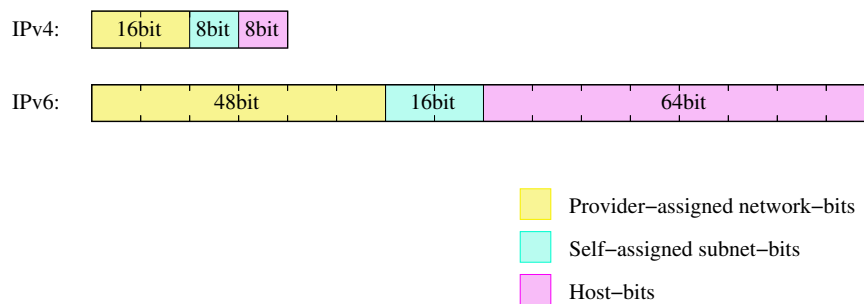 IPv4: 16bit 8bit 8bit
IPv6: 48bit 16bit 64bit
Provider−assigned network−bits
Self−assigned subnet−bits
Host−bits